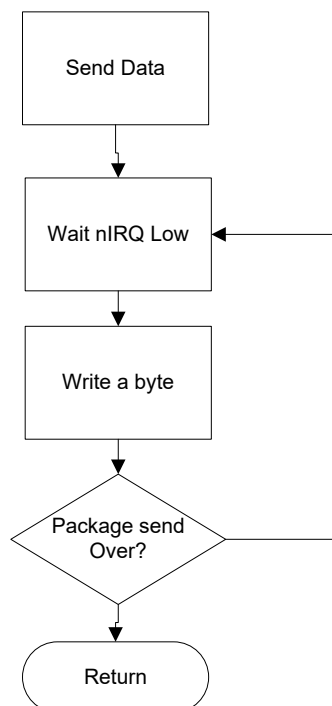 Send Data
Wait nIRQ Low
Write a byte
Package send
Over?
Return